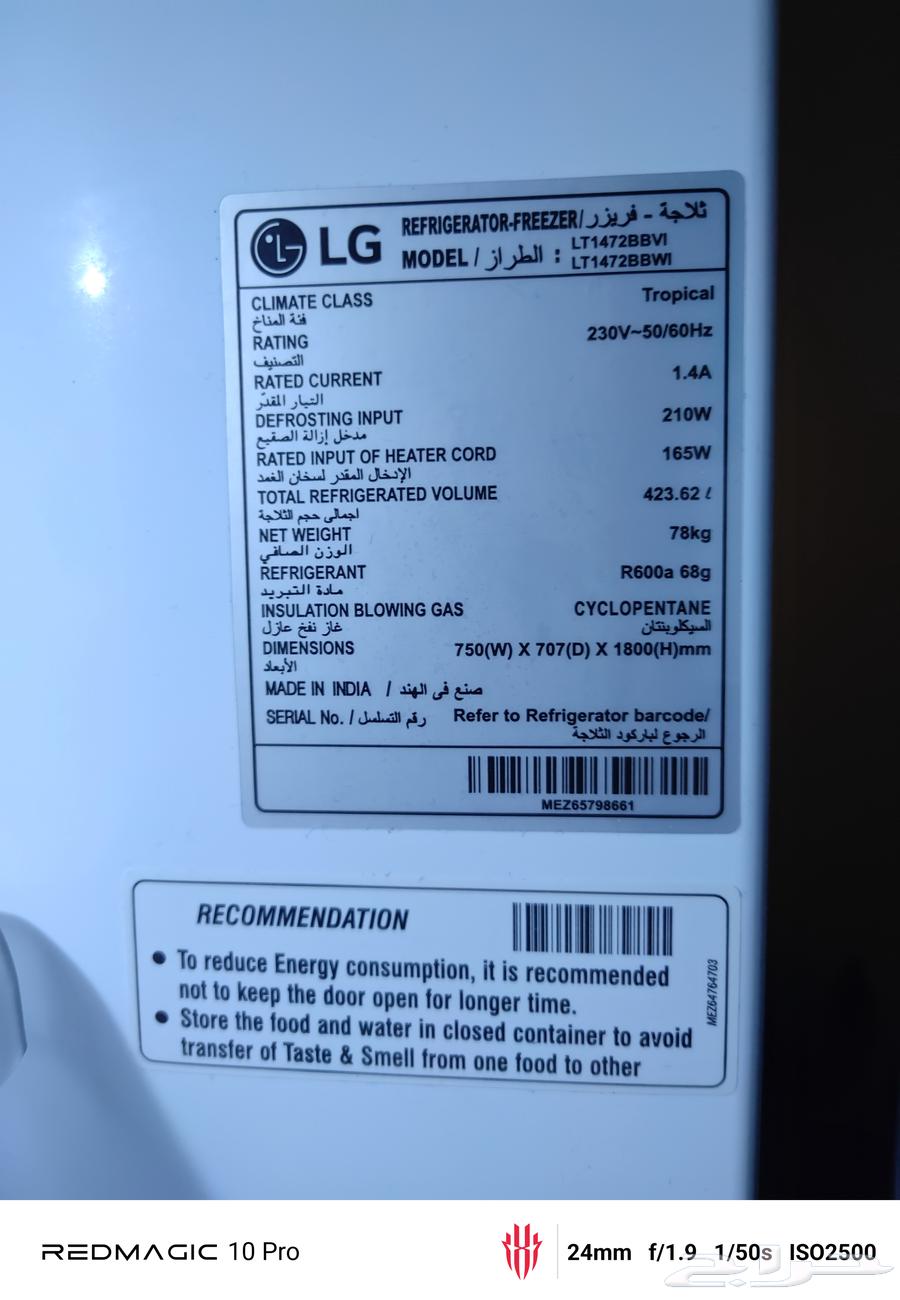 LG
REFRIGERATOR-FREEZER/ثلاجة - فريزر
MODEL / الطراز : LT1472BBVI
LT1472BBWI
CLIMATE CLASS Tropical
فئة المناخ
RATING 230V~50/60Hz
التصنيف
RATED CURRENT 1.4A
التيار المقدّر
DEFROSTING INPUT 210W
مدخل إزالة الصقيع
RATED INPUT OF HEATER CORD 165W
الإدخال المقدر لسخان الغمد
TOTAL REFRIGERATED VOLUME 423.62 ℓ
اجمالى حجم الثلاجة
NET WEIGHT 78kg
الوزن الصافي
REFRIGERANT R600a 68g
مادة التبريد
INSULATION BLOWING GAS CYCLOPENTANE
غاز نفخ عازل السيكلوبنتان
DIMENSIONS 750(W) X 707(D) X 1800(H)mm
الأبعاد
MADE IN INDIA / صنع فى الهند
SERIAL No. / رقم التسلسل Refer to Refrigerator barcode/
الرجوع لباركود الثلاجة
MEZ65798661
RECOMMENDATION
• To reduce Energy consumption, it is recommended
not to keep the door open for longer time.
• Store the food and water in closed container to avoid
transfer of Taste & Smell from one food to other
MEZ64764703
REDMAGIC 10 Pro 24mm f/1.9 1/50s ISO2500
حراج